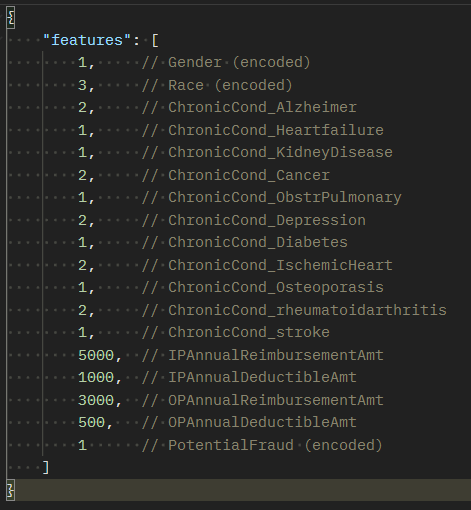 {
    "features": [
        1,     // Gender (encoded)
        3,     // Race (encoded)
        2,     // ChronicCond_Alzheimer
        1,     // ChronicCond_Heartfailure
        1,     // ChronicCond_KidneyDisease
        2,     // ChronicCond_Cancer
        1,     // ChronicCond_ObstrPulmonary
        2,     // ChronicCond_Depression
        1,     // ChronicCond_Diabetes
        2,     // ChronicCond_IschemicHeart
        1,     // ChronicCond_Osteoporasis
        2,     // ChronicCond_rheumatoidarthritis
        1,     // ChronicCond_stroke
        5000,  // IPAnnualReimbursementAmt
        1000,  // IPAnnualDeductibleAmt
        3000,  // OPAnnualReimbursementAmt
        500,   // OPAnnualDeductibleAmt
        1      // PotentialFraud (encoded)
    ]
}